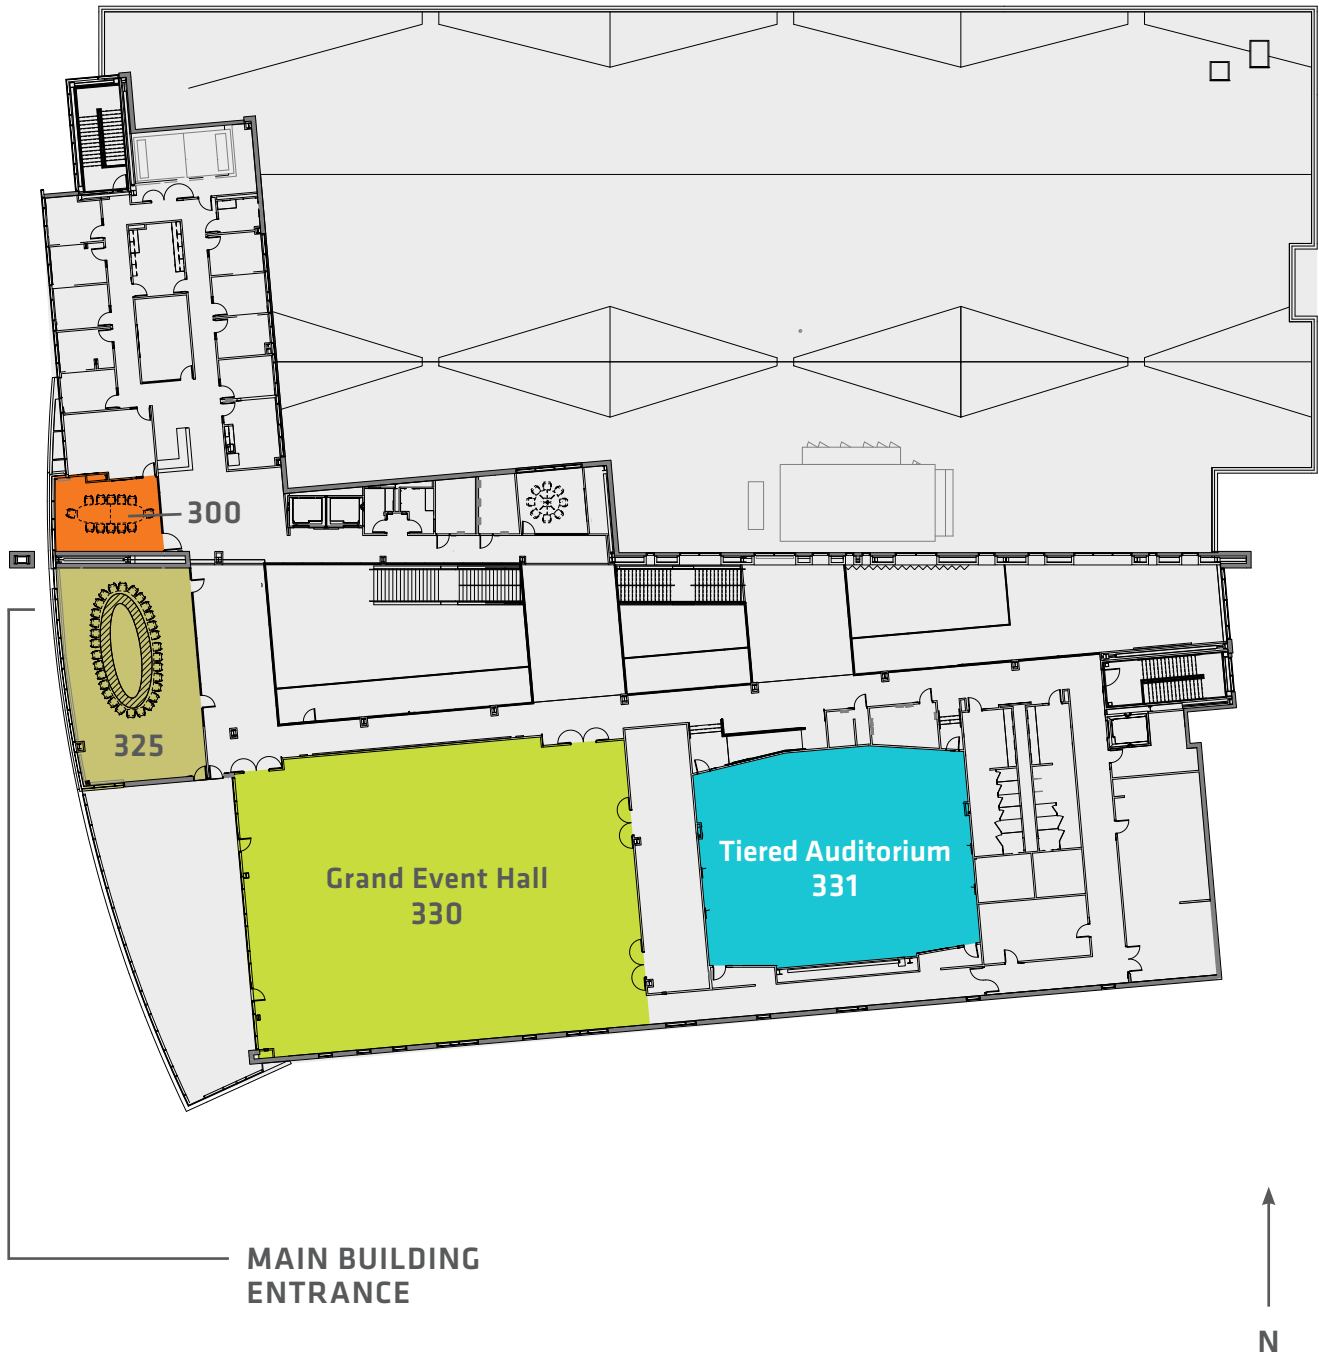 300
325
Grand Event Hall
330
Tiered Auditorium
331
MAIN BUILDING
ENTRANCE
N